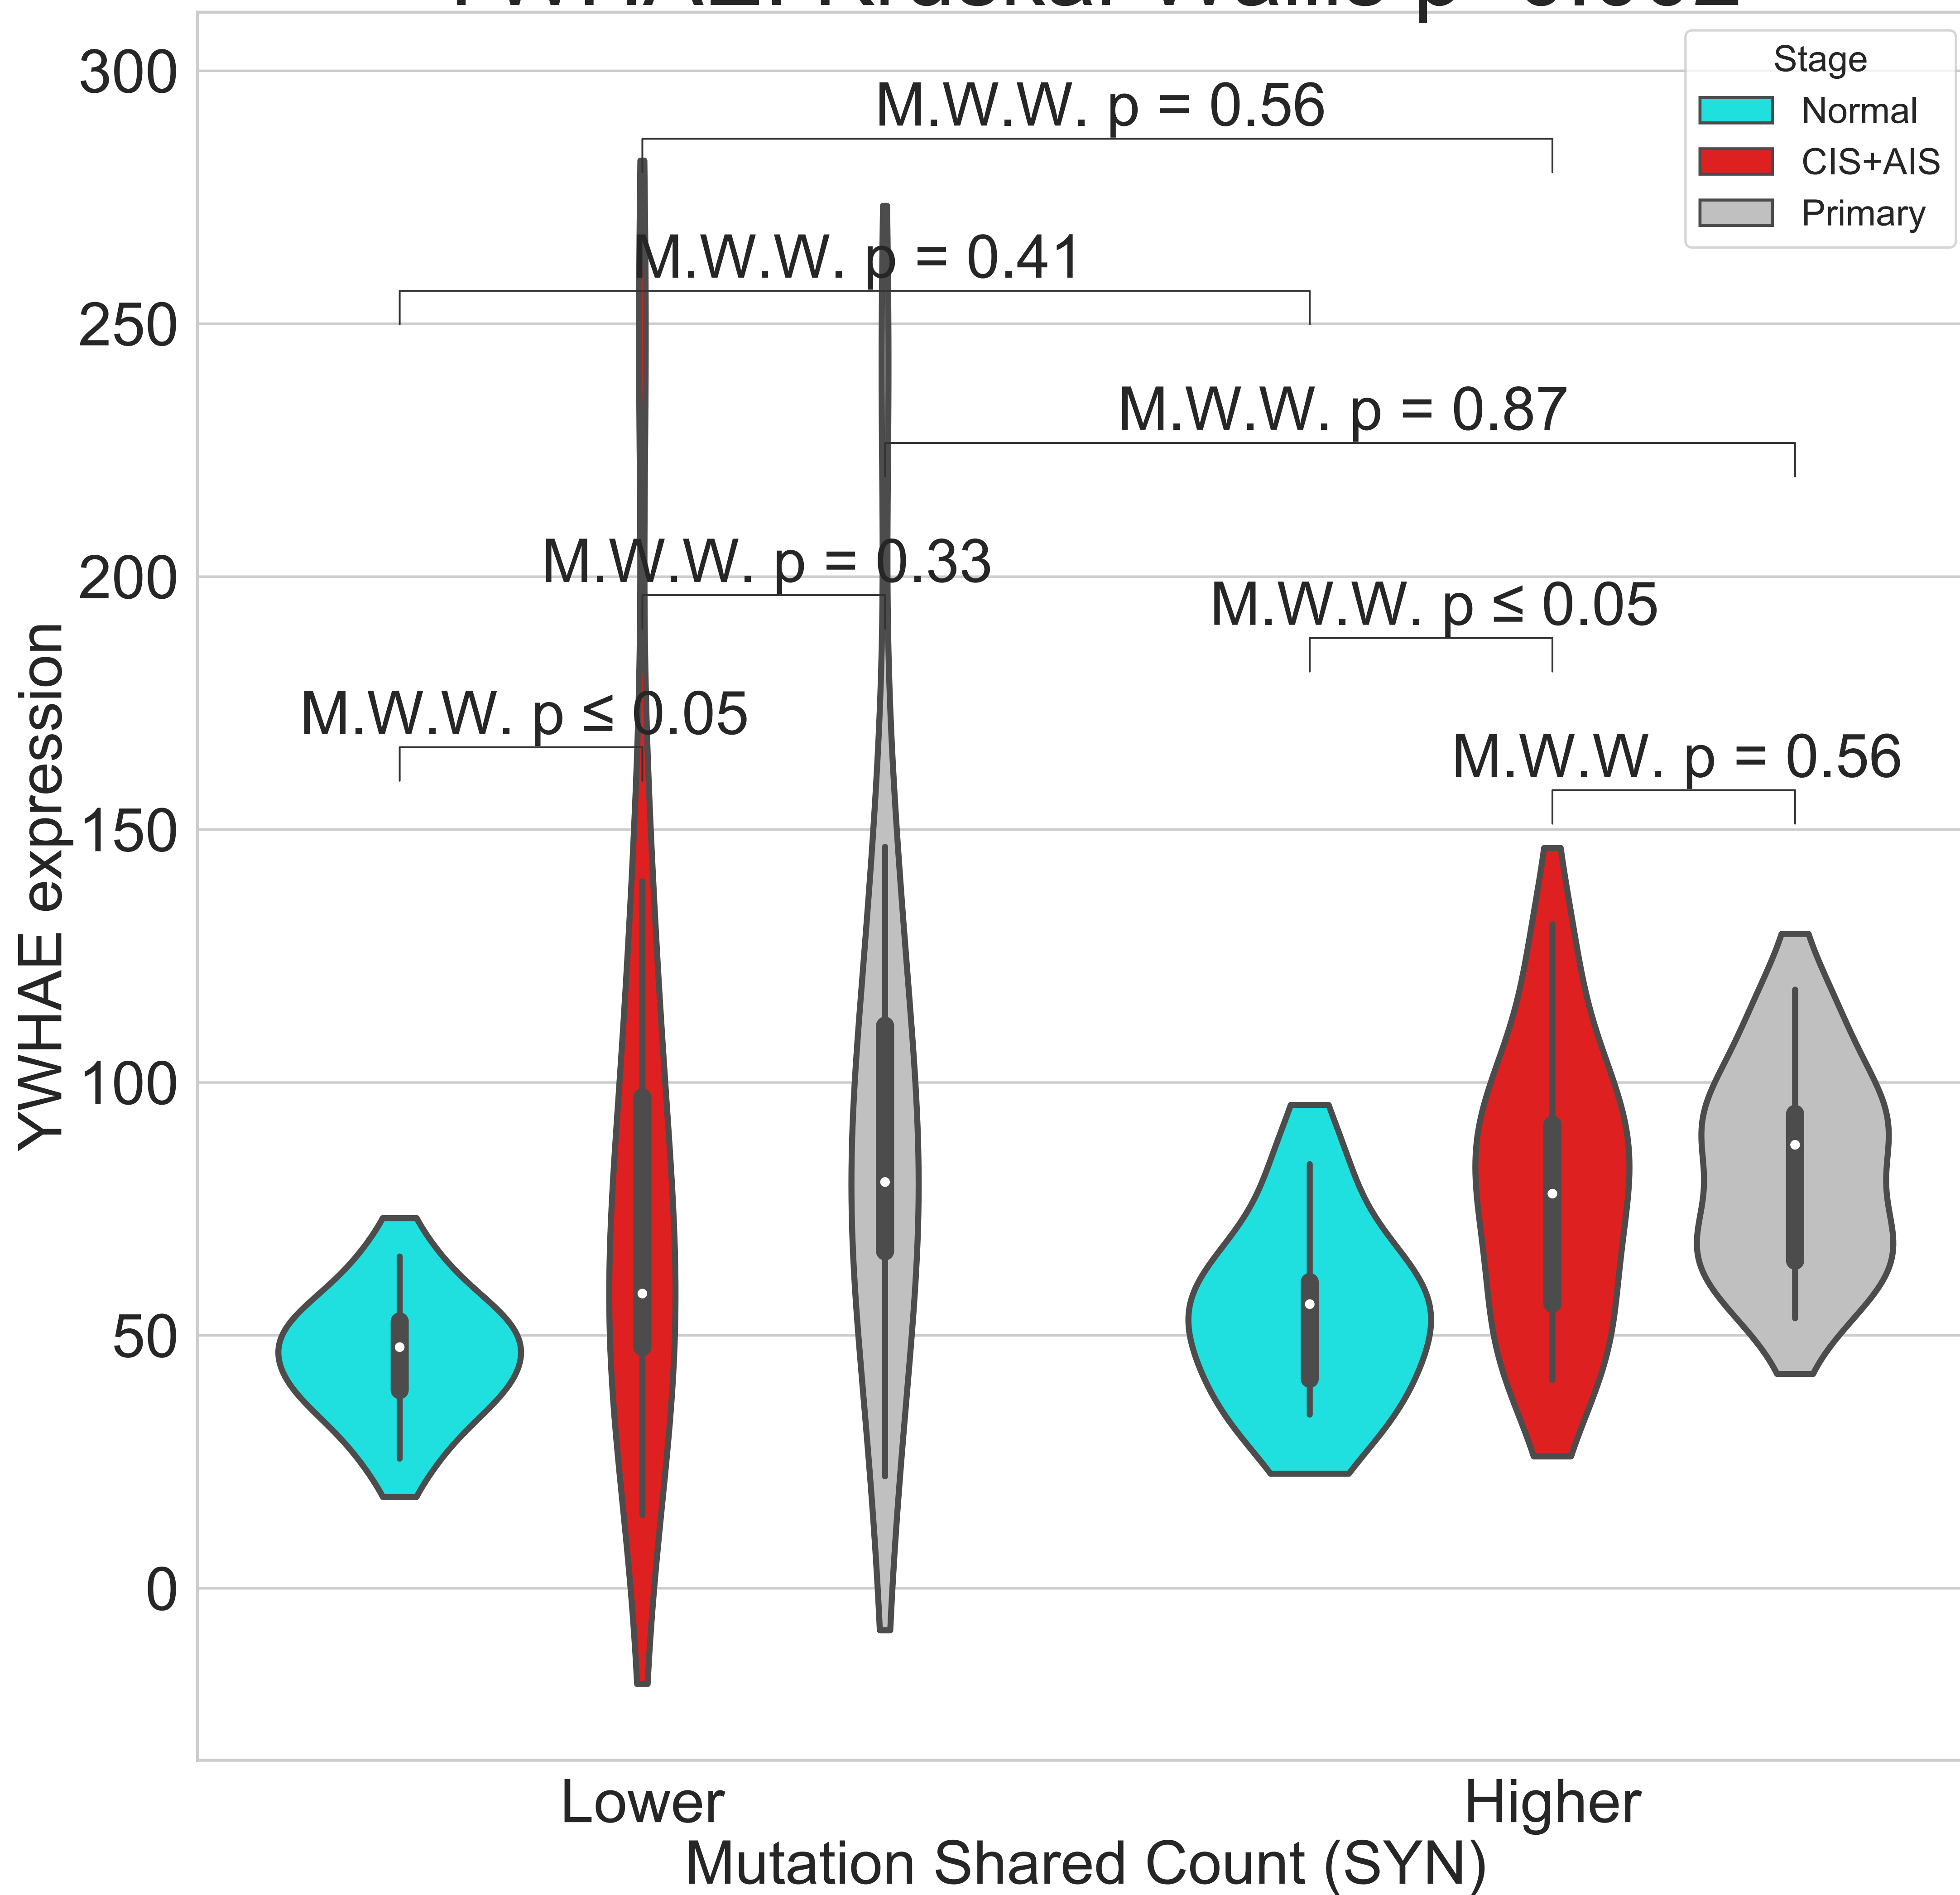 300
Stage
Normal
CIS+AIS
Primary
M.W.W. p = 0.56
M.W.W. p = 0.41
250
M.W.W. p = 0.87
M.W.W. p = 0.33
200
M.W.W. p ≤ 0.05
M.W.W. p ≤ 0.05
M.W.W. p = 0.56
150
YWHAE expression
100
50
0
Lower
Higher
Mutation Shared Count (SYN)